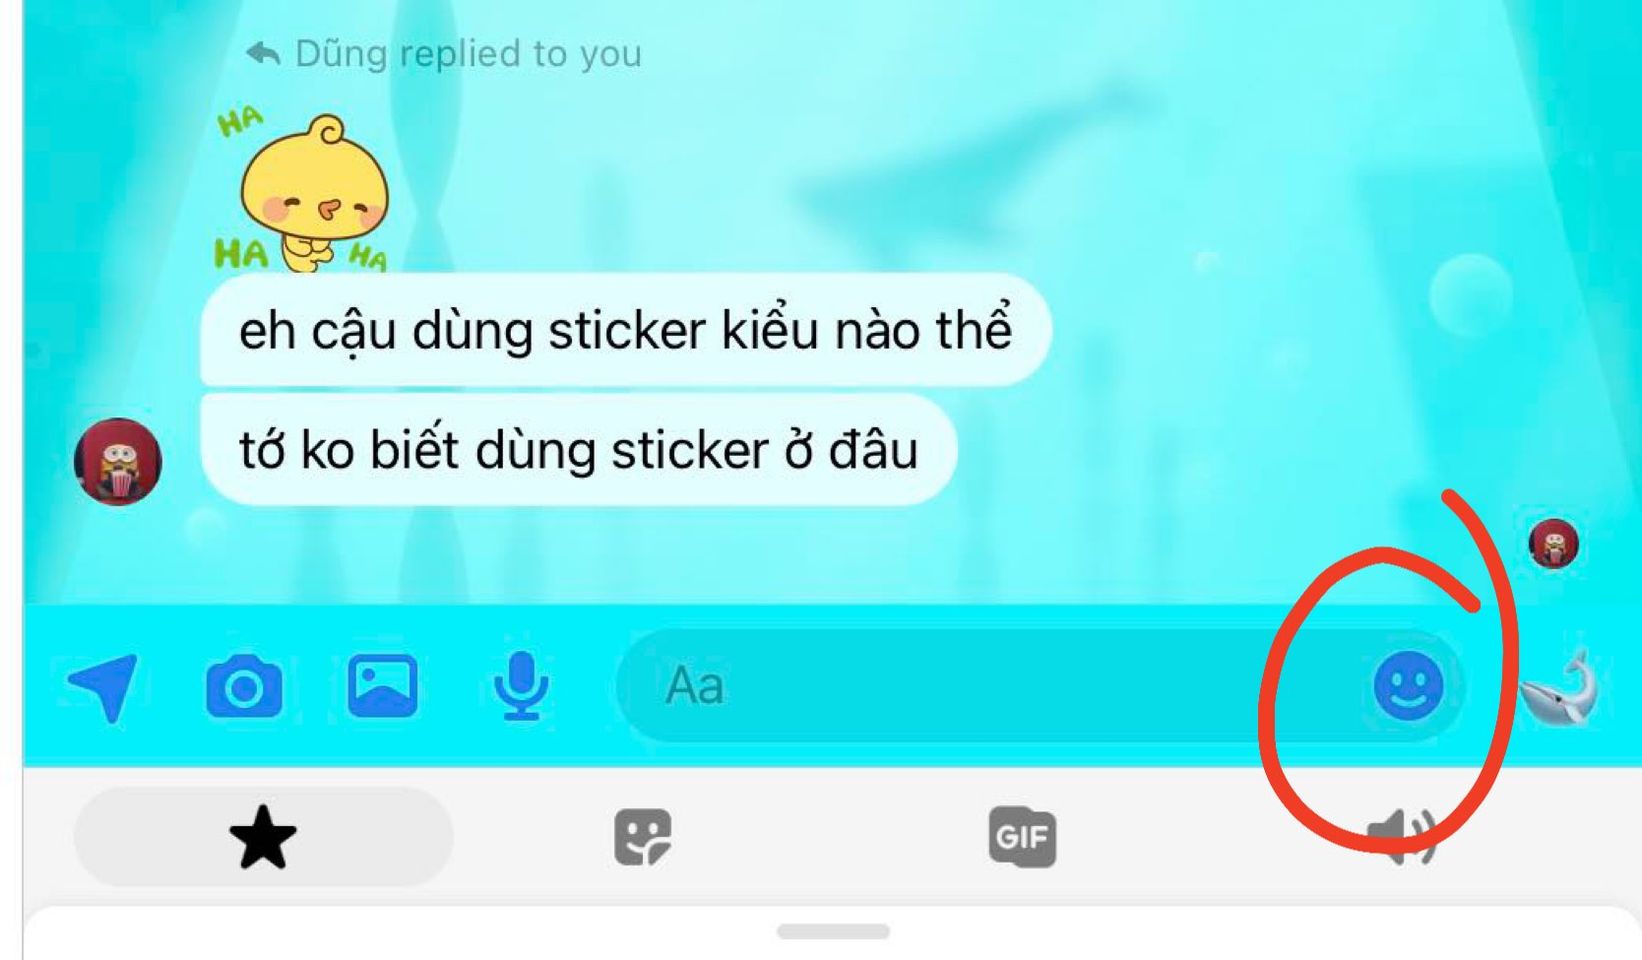 Dũng replied to you
HA
HA HA
eh cậu dùng sticker kiểu nào thể
tớ ko biết dùng sticker ở đâu
Aa
GIF